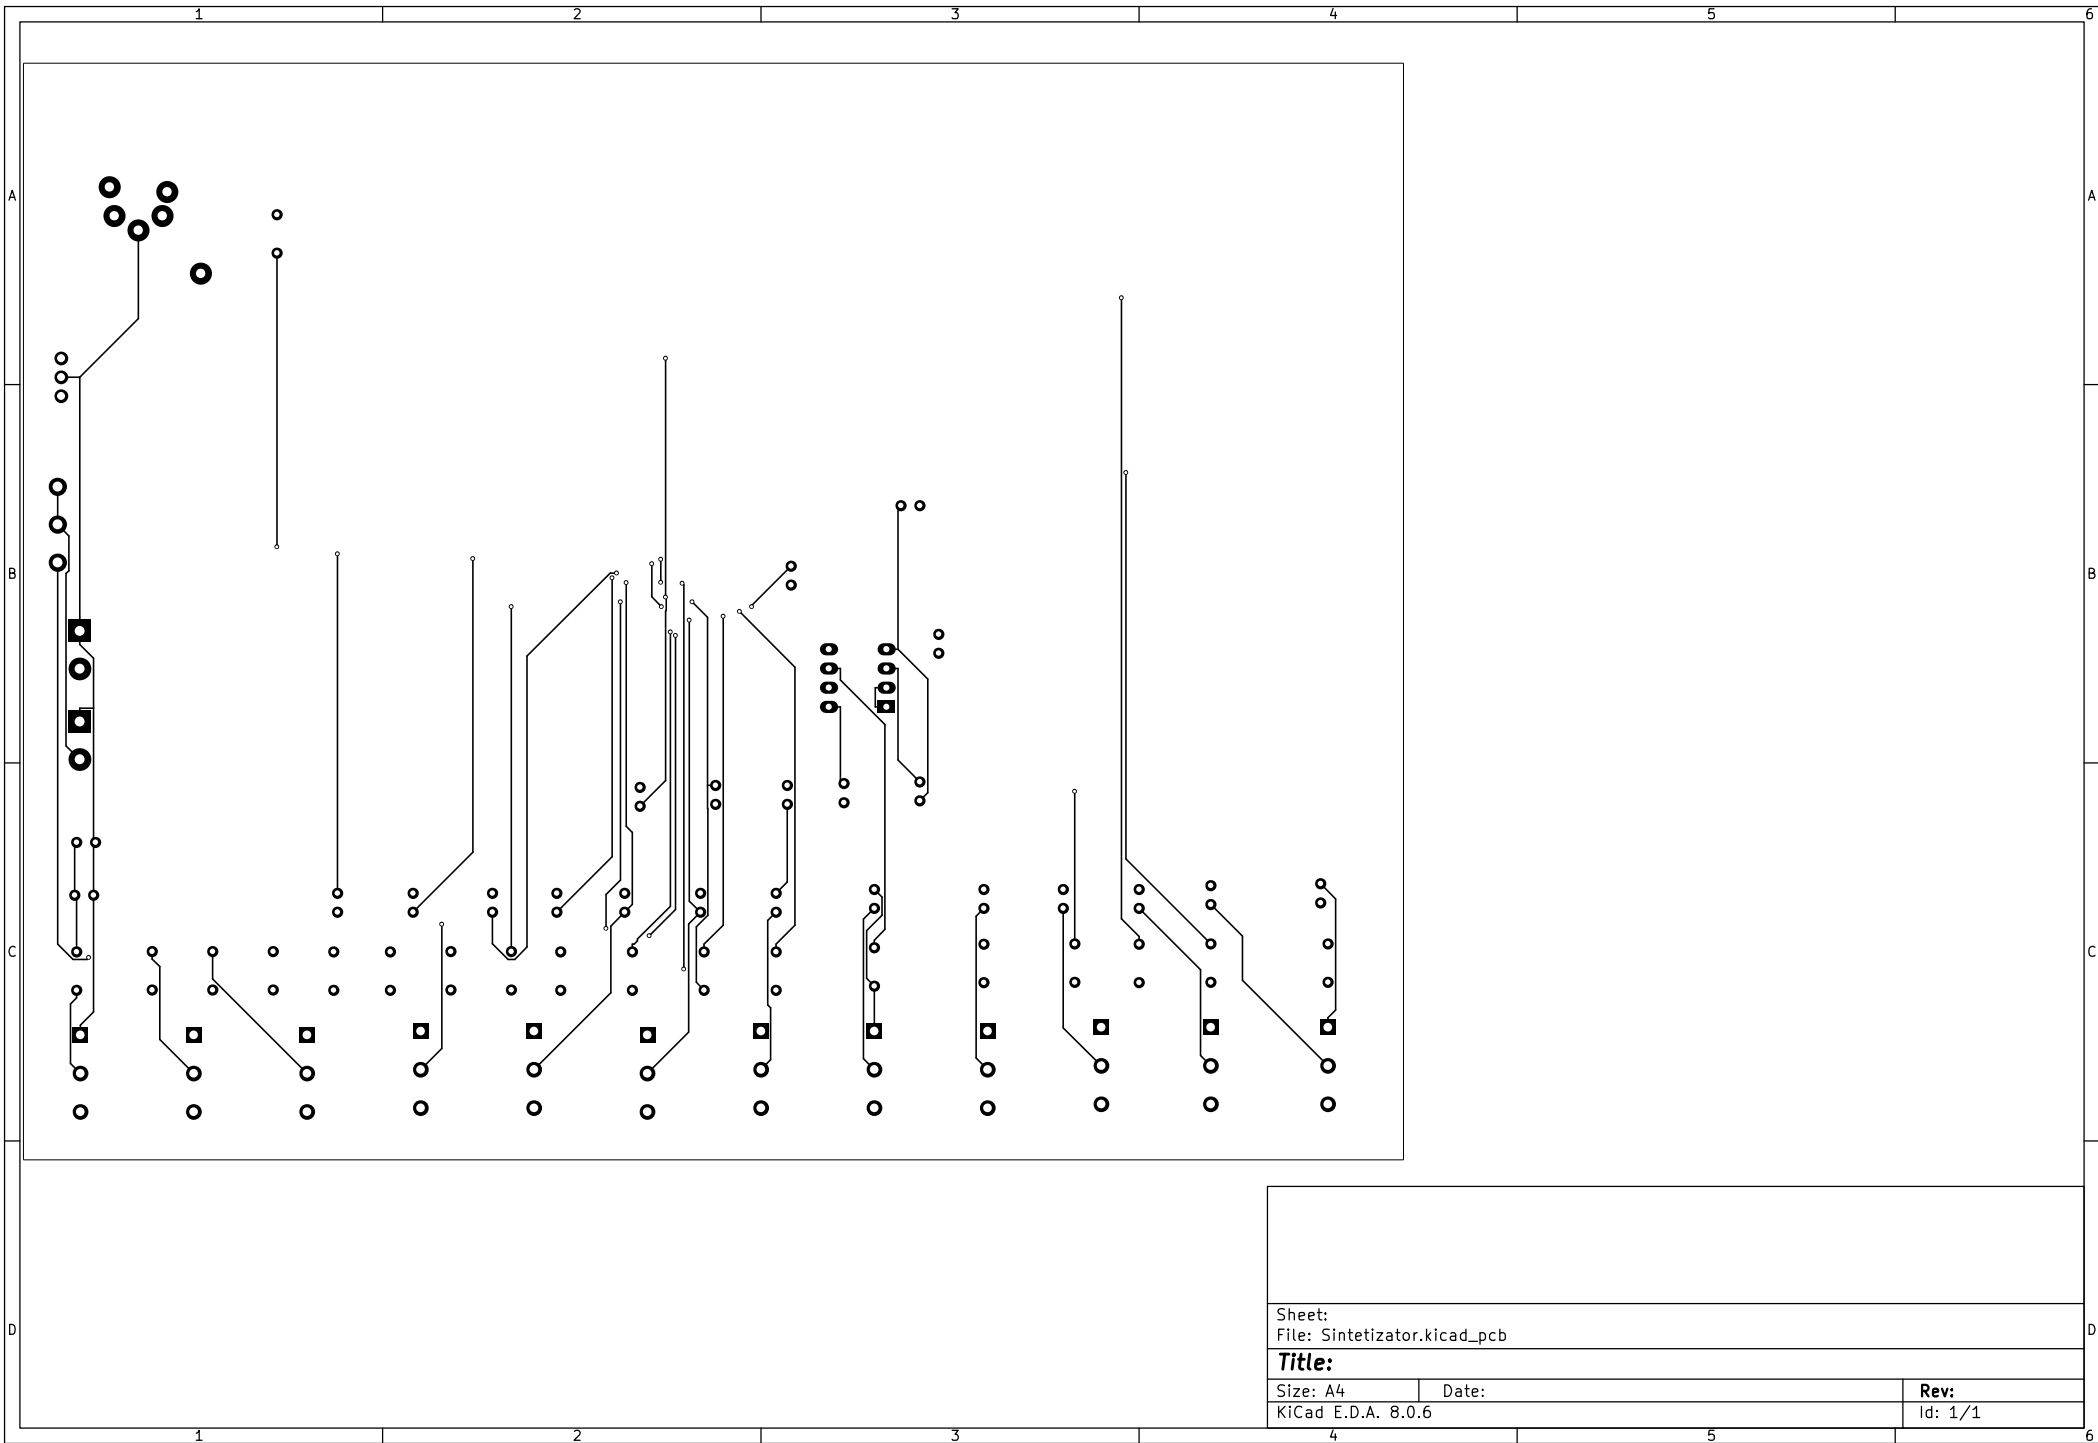 1 2 3 4 5 6
A A
B B
C C
Sheet:
File: Sintetizator.kicad_pcb
D D
Title:
Size: A4 Date: Rev:
KiCad E.D.A. 8.0.6 Id: 1/1
1 2 3 4 5 6